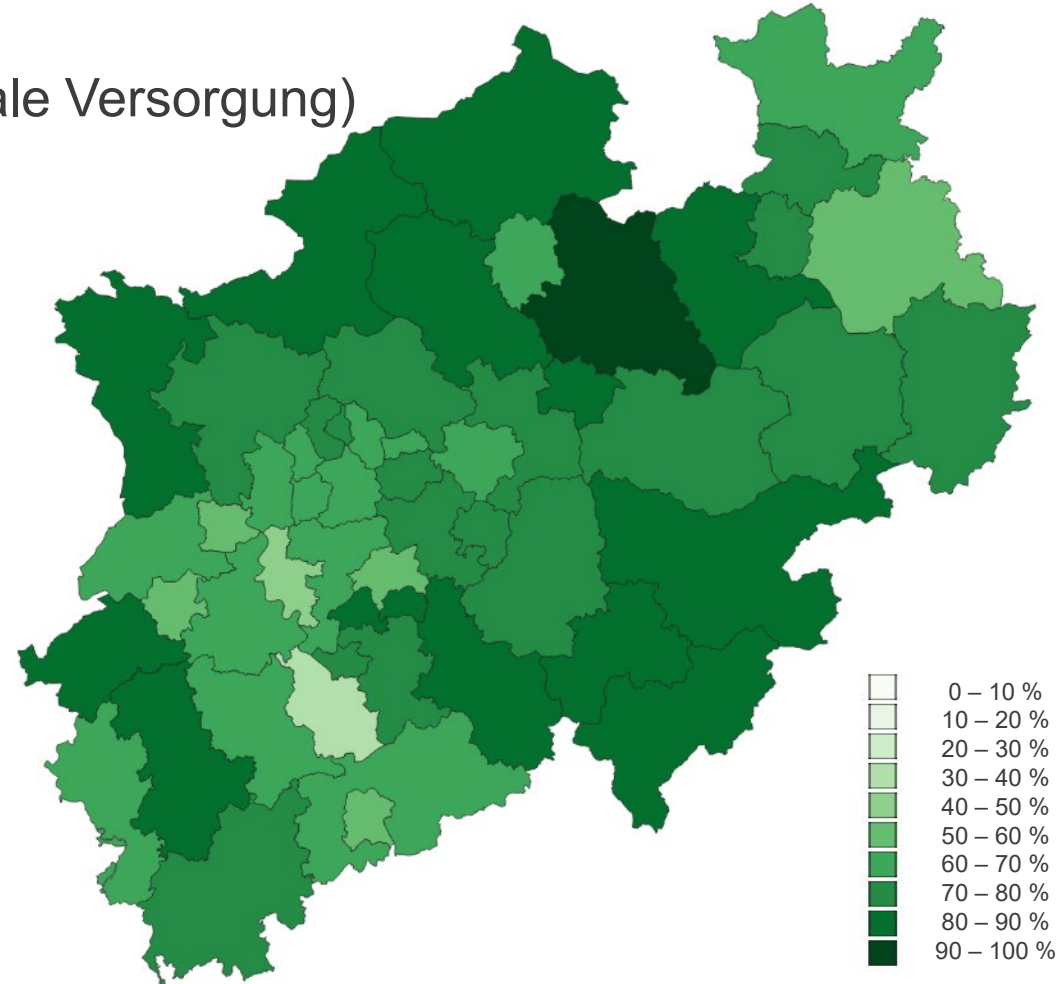 ale Versorgung)
0 – 10 %
10 – 20 %
20 – 30 %
30 – 40 %
40 – 50 %
50 – 60 %
60 – 70 %
70 – 80 %
80 – 90 %
90 – 100 %